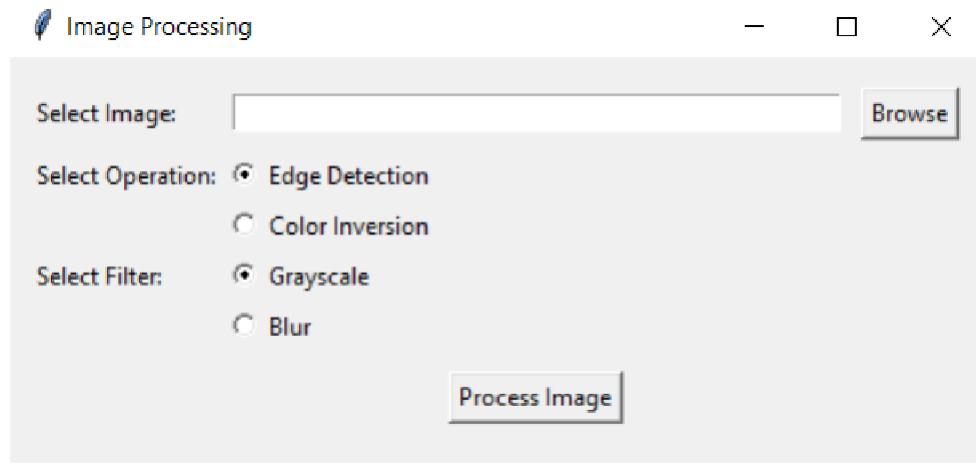 Image Processing
Select Image: Browse
Select Operation: Edge Detection
Color Inversion
Select Filter: Grayscale
Blur
Process Image